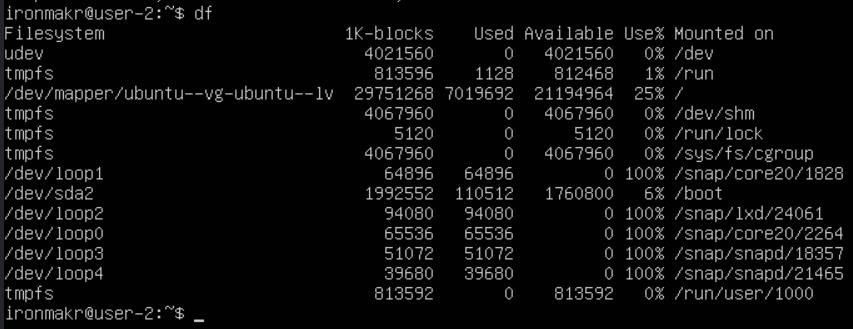 ironmakr@user-2:~$ df
Filesystem                        1K-blocks    Used Available Use% Mounted on
udev                                4021560       0   4021560   0% /dev
tmpfs                                813596    1128    812468   1% /run
/dev/mapper/ubuntu--vg-ubuntu--lv  29751268 7019692  21194964  25% /
tmpfs                               4067960       0   4067960   0% /dev/shm
tmpfs                                  5120       0      5120   0% /run/lock
tmpfs                               4067960       0   4067960   0% /sys/fs/cgroup
/dev/loop1                            64896   64896         0 100% /snap/core20/1828
/dev/sda2                           1992552  110512   1760800   6% /boot
/dev/loop2                            94080   94080         0 100% /snap/lxd/24061
/dev/loop0                            65536   65536         0 100% /snap/core20/2264
/dev/loop3                            51072   51072         0 100% /snap/snapd/18357
/dev/loop4                            39680   39680         0 100% /snap/snapd/21465
tmpfs                                813592       0    813592   0% /run/user/1000
ironmakr@user-2:~$ _